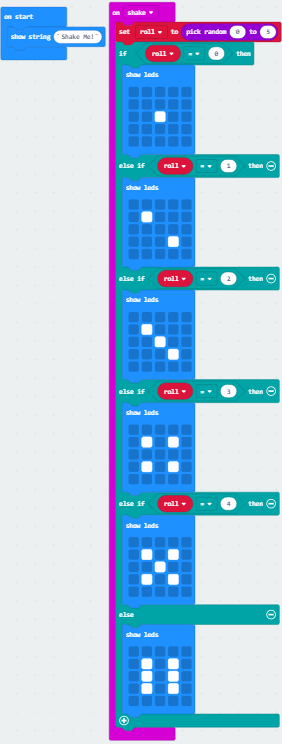 on start
show string "Shake Me!"
on shake
set roll to pick random 0 to 5
if roll = 0 then
show leds
else if roll = 1 then
show leds
else if roll = 2 then
show leds
else if roll = 3 then
show leds
else if roll = 4 then
show leds
else
show leds